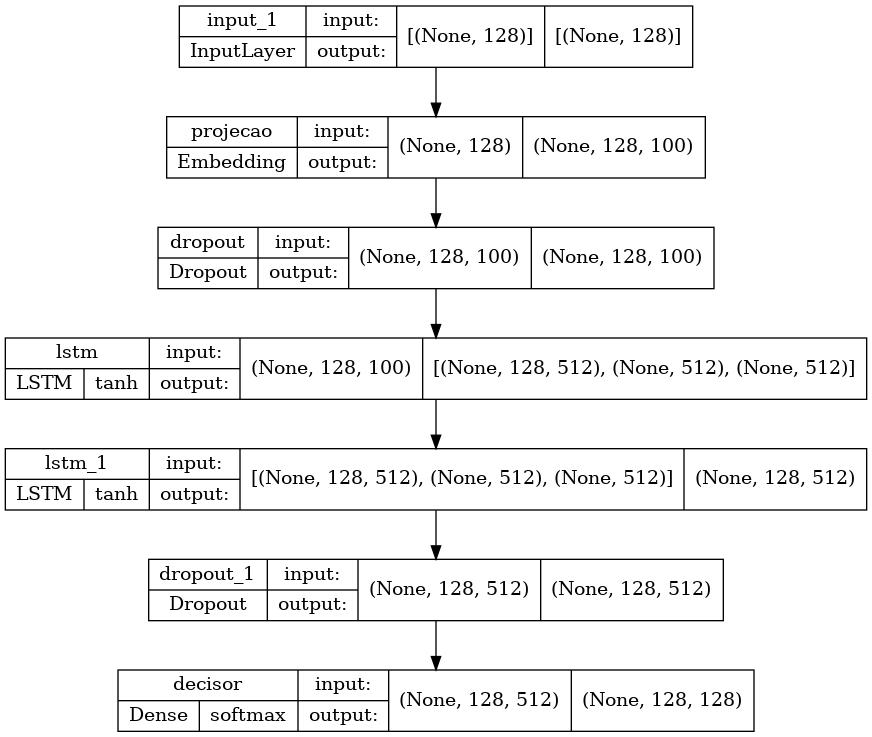 input_1 input: [(None, 128)] [(None, 128)]
InputLayer output:
projecao input: (None, 128) (None, 128, 100)
Embedding output:
dropout input: (None, 128, 100) (None, 128, 100)
Dropout output:
lstm input: (None, 128, 100) [(None, 128, 512), (None, 512), (None, 512)]
LSTM tanh output:
lstm_1 input: [(None, 128, 512), (None, 512), (None, 512)] (None, 128, 512)
LSTM tanh output:
dropout_1 input: (None, 128, 512) (None, 128, 512)
Dropout output:
decisor input: (None, 128, 512) (None, 128, 128)
Dense softmax output: